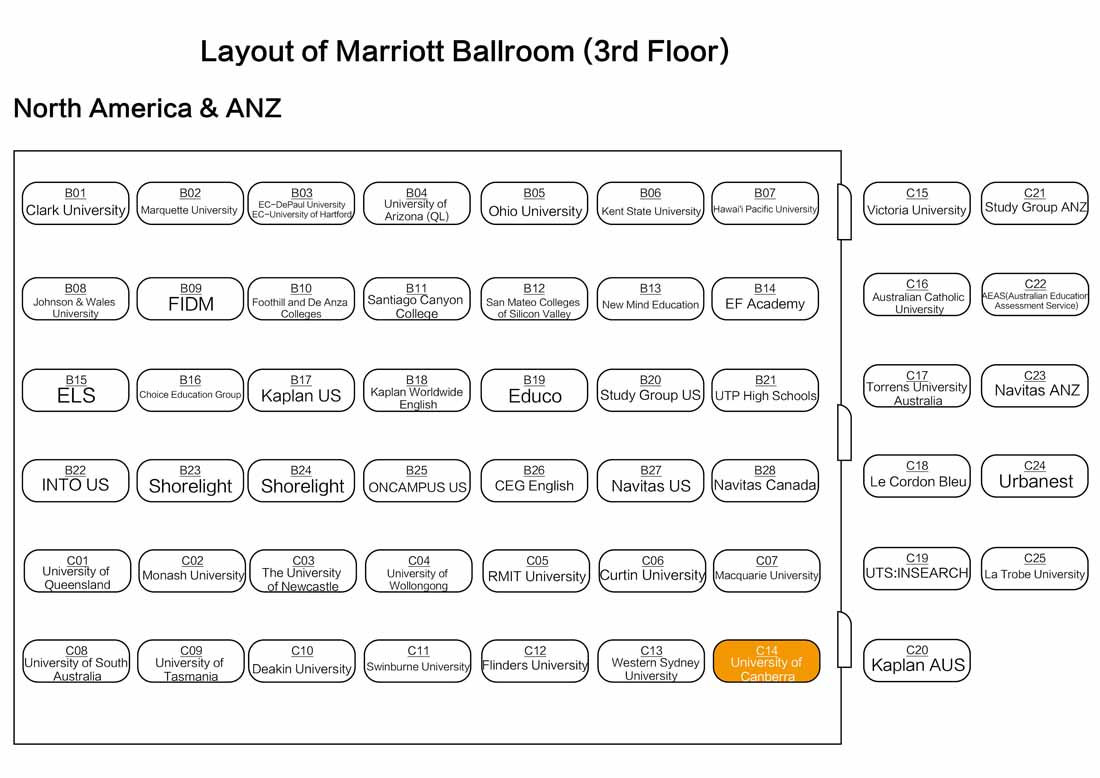 Layout of Marriott Ballroom (3rd Floor)
North America & ANZ
B01
Clark University
B02
Marquette University
B03
EC-DePaul University
EC-University of Hartford
B04
University of
Arizona (QL)
B05
Ohio University
B06
Kent State University
B07
Hawai'i Pacific University
C15
Victoria University
C21
Study Group ANZ
B08
Johnson & Wales
University
B09
FIDM
B10
Foothill and De Anza
Colleges
B11
Santiago Canyon
College
B12
San Mateo Colleges
of Silicon Valley
B13
New Mind Education
B14
EF Academy
C16
Australian Catholic
University
C22
AEAS(Australian Education
Assessment Service)
B15
ELS
B16
Choice Education Group
B17
Kaplan US
B18
Kaplan Worldwide
English
B19
Educo
B20
Study Group US
B21
UTP High Schools
C17
Torrens University
Australia
C23
Navitas ANZ
B22
INTO US
B23
Shorelight
B24
Shorelight
B25
ONCAMPUS US
B26
CEG English
B27
Navitas US
B28
Navitas Canada
C18
Le Cordon Bleu
C24
Urbanest
C01
University of
Queensland
C02
Monash University
C03
The University
of Newcastle
C04
University of
Wollongong
C05
RMIT University
C06
Curtin University
C07
Macquarie University
C19
UTS:INSEARCH
C25
La Trobe University
C08
University of South
Australia
C09
University of
Tasmania
C10
Deakin University
C11
Swinburne University
C12
Flinders University
C13
Western Sydney
University
C14
University of
Canberra
C20
Kaplan AUS